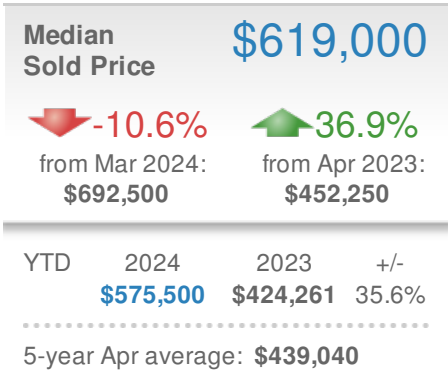 Median $619,000
Sold Price
-10.6% 36.9%
from Mar 2024: from Apr 2023:
$692,500 $452,250
YTD 2024 2023 +/-
$575,500 $424,261 35.6%
5-year Apr average: $439,040